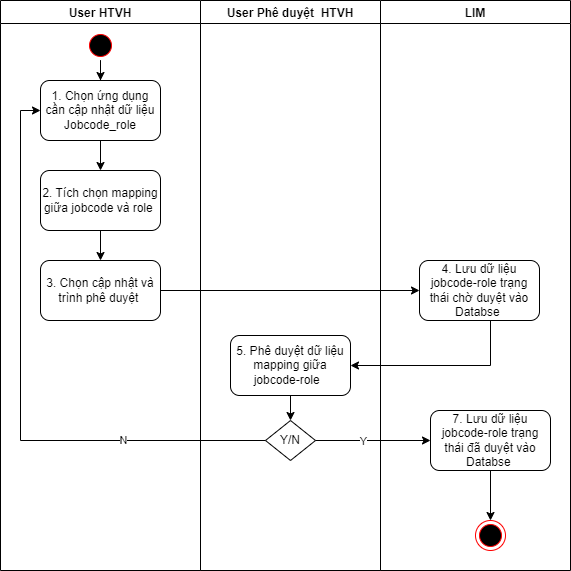 User HTVH
User Phê duyệt  HTVH
LIM
1. Chọn ứng dụng
cần cập nhật dữ liệu
Jobcode_role
2. Tích chọn mapping
giữa jobcode và role
3. Chọn cập nhật và
trình phê duyệt
4. Lưu dữ liệu
jobcode-role trạng
thái chờ duyệt vào
Databse
5. Phê duyệt dữ liệu
mapping giữa
jobcode-role
N
Y/N
Y
7. Lưu dữ liệu
jobcode-role trạng
thái đã duyệt vào
Databse